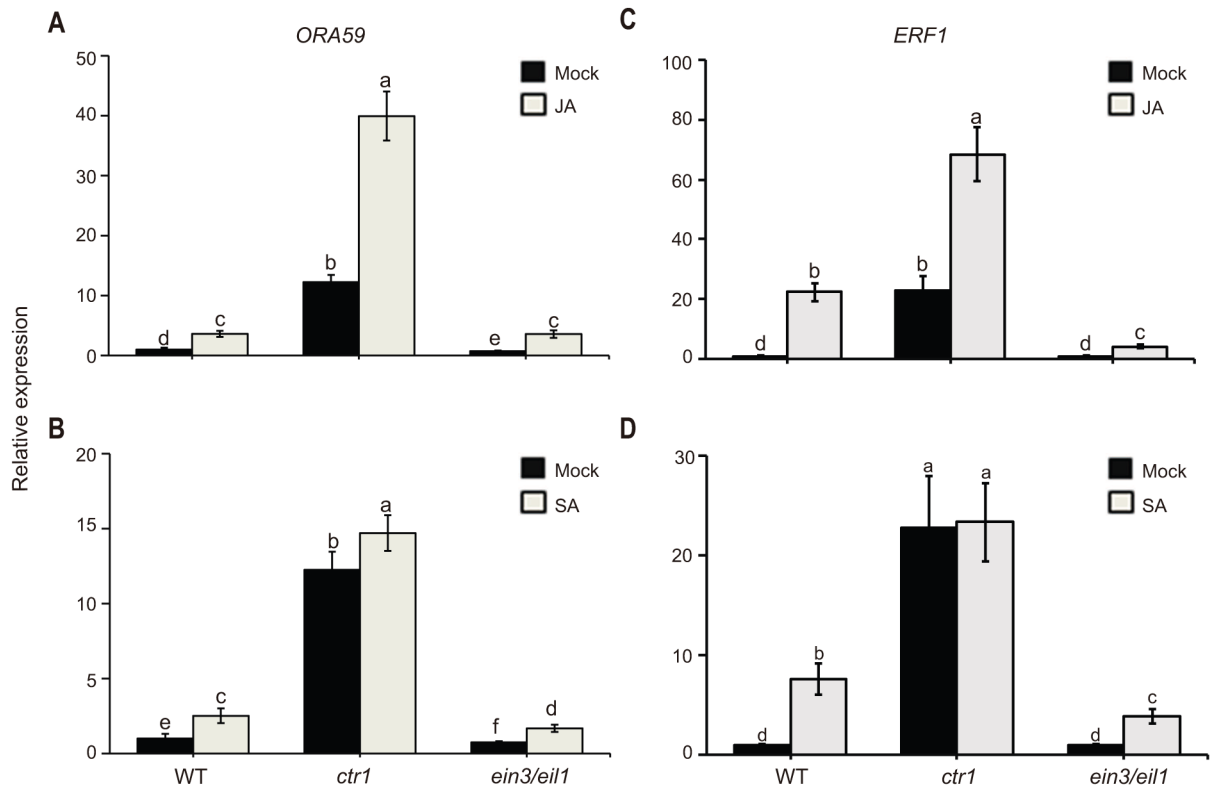 Relative expression
A
ORA59
50
40
30
20
10
0
d
c
b
a
e
c
Mock
JA
C
ERF1
100
80
60
40
20
0
d
b
b
a
d
c
Mock
JA
B
20
15
10
5
0
e
c
b
a
f
d
Mock
SA
WT
ctr1
ein3/eil1
D
30
20
10
0
d
b
a
a
d
c
Mock
SA
WT
ctr1
ein3/eil1